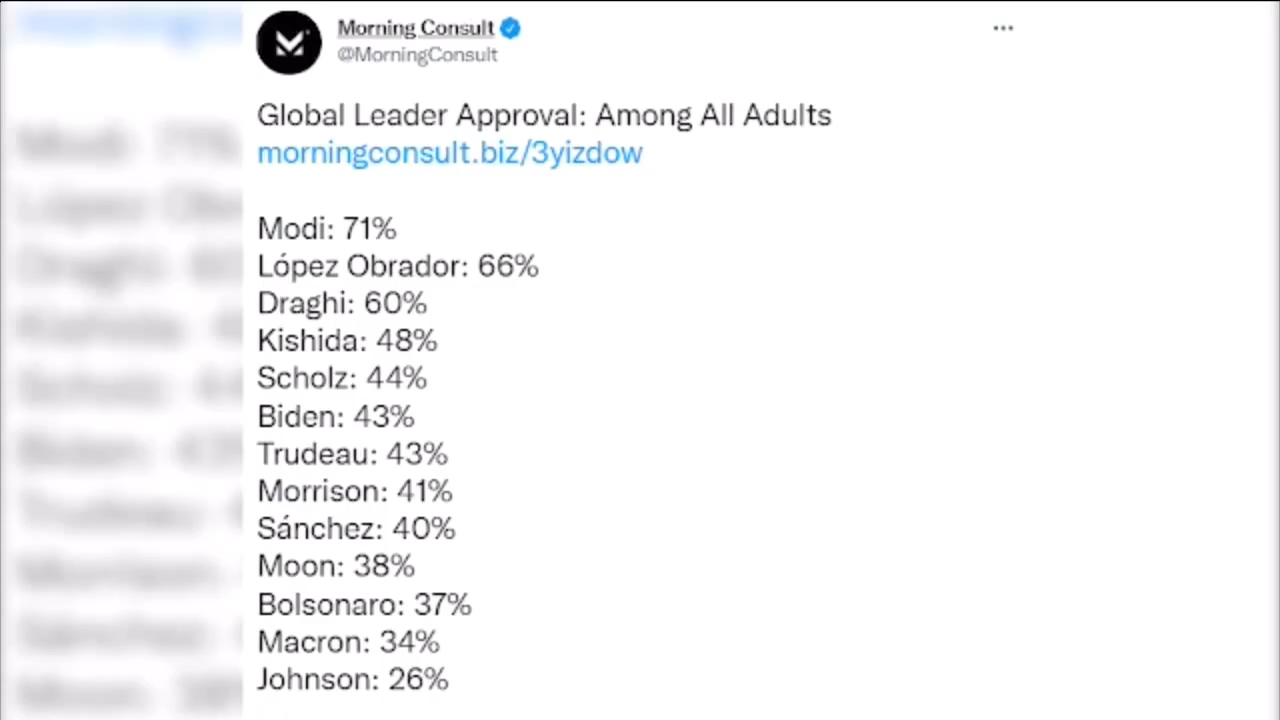 Morning Consult
@MorningConsult
Global Leader Approval: Among All Adults
morningconsult.biz/3yizdow
Modi: 71%
López Obrador: 66%
Draghi: 60%
Kishida: 48%
Scholz: 44%
Biden: 43%
Trudeau: 43%
Morrison: 41%
Sánchez: 40%
Moon: 38%
Bolsonaro: 37%
Macron: 34%
Johnson: 26%